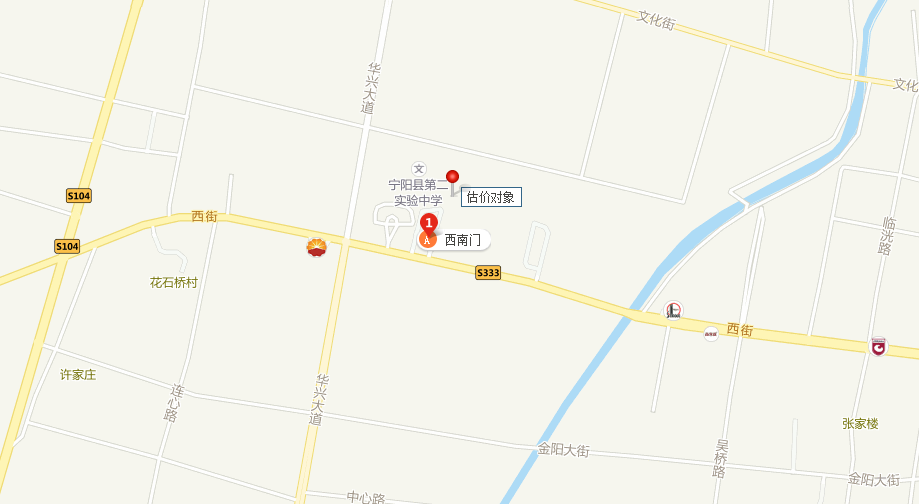 文化街
文化
华兴大道
文
宁阳县第二
实验中学
估价对象
S104
西街
1
A
西南门
临洸路
S104
S333
花石桥村
西街
许家庄
连心路
华兴大道
张家楼
金阳大街
吴桥路
金阳大街
中心路